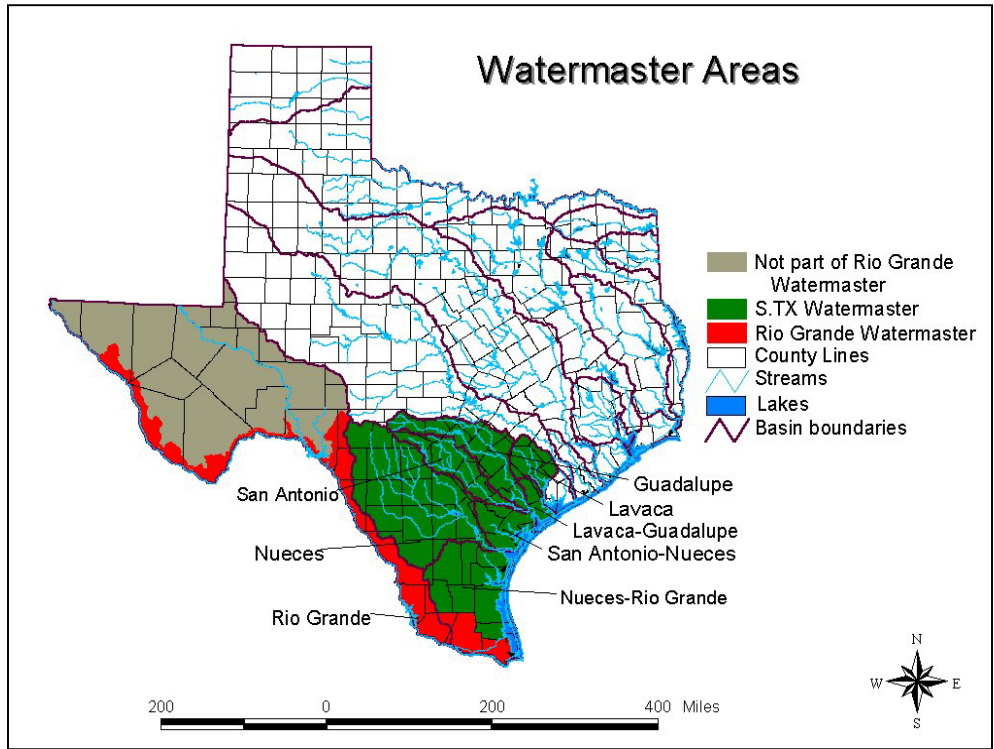 Watermaster Areas
Not part of Rio Grande
Watermaster
S.TX Watermaster
Rio Grande Watermaster
County Lines
Streams
Lakes
Basin boundaries
San Antonio
Guadalupe
Lavaca
Lavaca-Guadalupe
Nueces
San Antonio-Nueces
Nueces-Rio Grande
Rio Grande
N
W E
S
200 0 200 400 Miles